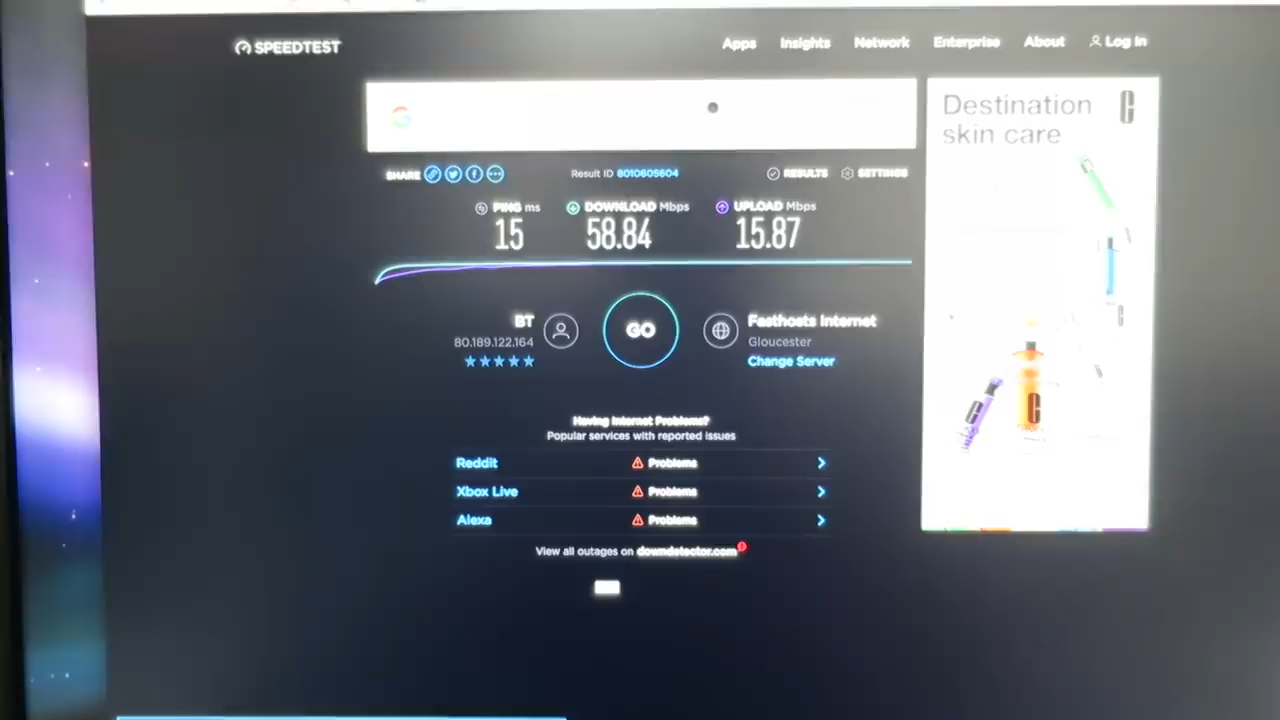 SPEEDTEST
Apps Insights Network Enterprise About Log In
Destination
skin care
SHARE Result ID 8010605604 RESULTS SETTINGS
PING ms DOWNLOAD Mbps UPLOAD Mbps
15 58.84 15.87
BT GO Fasthosts Internet
80.189.122.164 Gloucester
Change Server
Having Internet Problems?
Popular services with reported issues
Reddit Problems
Xbox Live Problems
Alexa Problems
View all outages on downdetector.com